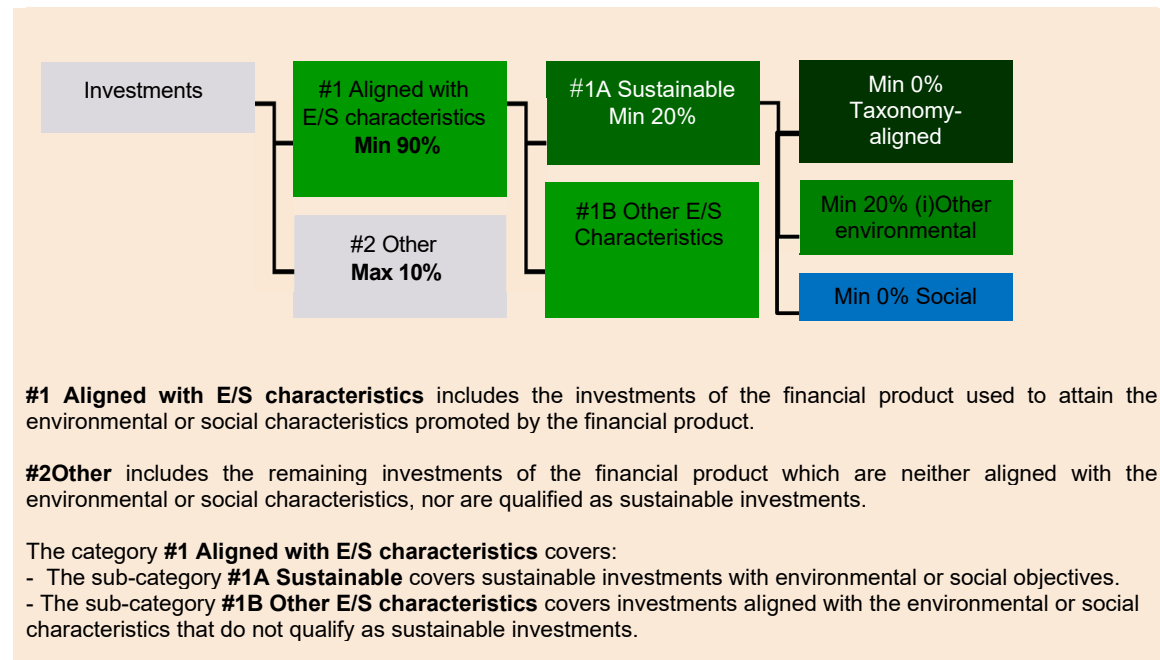 Investments
#1 Aligned with
E/S characteristics
Min 90%
#2 Other
Max 10%
#1A Sustainable
Min 20%
#1B Other E/S
Characteristics
Min 0%
Taxonomy-
aligned
Min 20% (i)Other
environmental
Min 0% Social
#1 Aligned with E/S characteristics includes the investments of the financial product used to attain the
environmental or social characteristics promoted by the financial product.
#2Other includes the remaining investments of the financial product which are neither aligned with the
environmental or social characteristics, nor are qualified as sustainable investments.
The category #1 Aligned with E/S characteristics covers:
- The sub-category #1A Sustainable covers sustainable investments with environmental or social objectives.
- The sub-category #1B Other E/S characteristics covers investments aligned with the environmental or social
characteristics that do not qualify as sustainable investments.